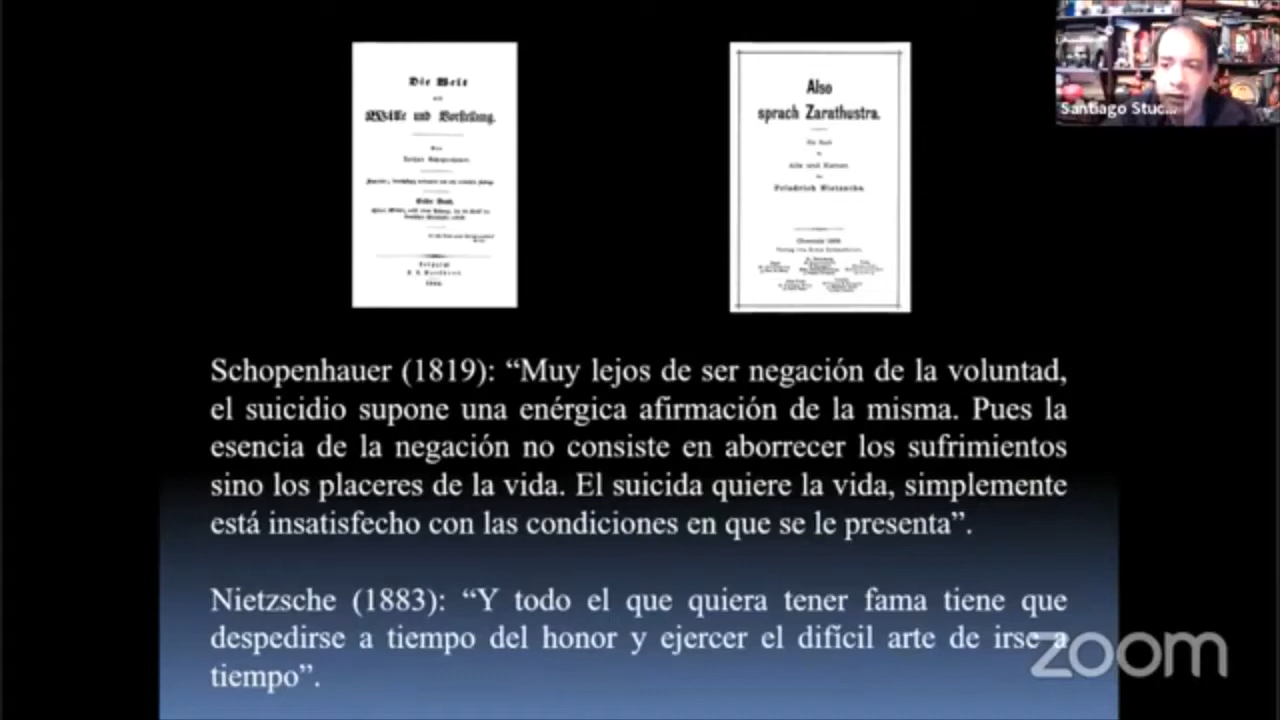 Die Welt
Wille und Vorstellung.
Also
sprach Zarathustra.
Friedrich Nietzsche.
Santiago Stuc...
Schopenhauer (1819): “Muy lejos de ser negación de la voluntad,
el suicidio supone una enérgica afirmación de la misma. Pues la
esencia de la negación no consiste en aborrecer los sufrimientos
sino los placeres de la vida. El suicida quiere la vida, simplemente
está insatisfecho con las condiciones en que se le presenta”.
Nietzsche (1883): “Y todo el que quiera tener fama tiene que
despedirse a tiempo del honor y ejercer el difícil arte de irse a
tiempo”.
zoom